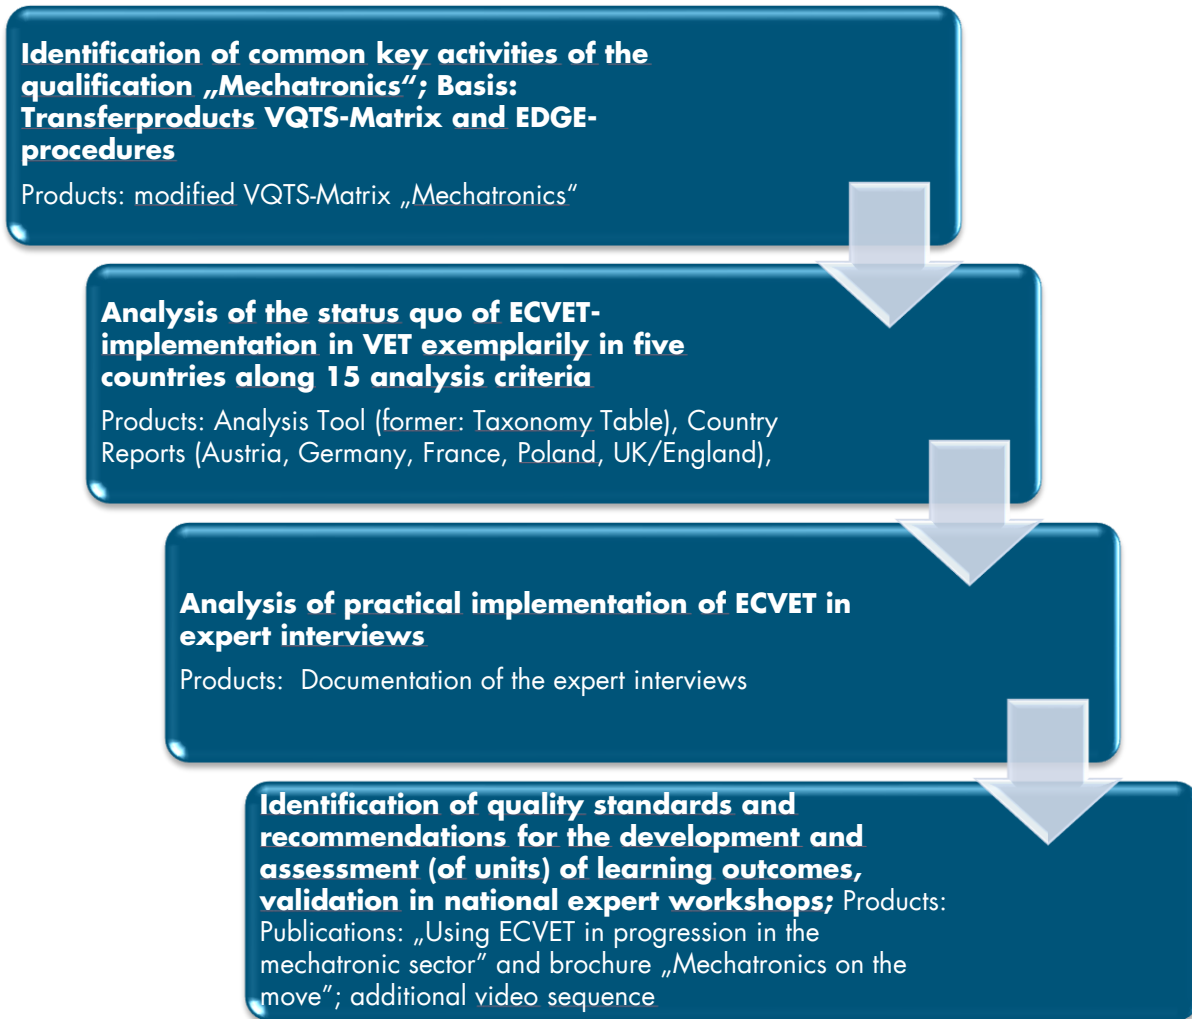 Identification of common key activities of the
qualification „Mechatronics“; Basis:
Transferproducts VQTS-Matrix and EDGE-
procedures
Products: modified VQTS-Matrix „Mechatronics“
Analysis of the status quo of ECVET-
implementation in VET exemplarily in five
countries along 15 analysis criteria
Products: Analysis Tool (former: Taxonomy Table), Country
Reports (Austria, Germany, France, Poland, UK/England),
Analysis of practical implementation of ECVET in
expert interviews
Products:  Documentation of the expert interviews
Identification of quality standards and
recommendations for the development and
assessment (of units) of learning outcomes,
validation in national expert workshops; Products:
Publications: „Using ECVET in progression in the
mechatronic sector” and brochure „Mechatronics on the
move”; additional video sequence